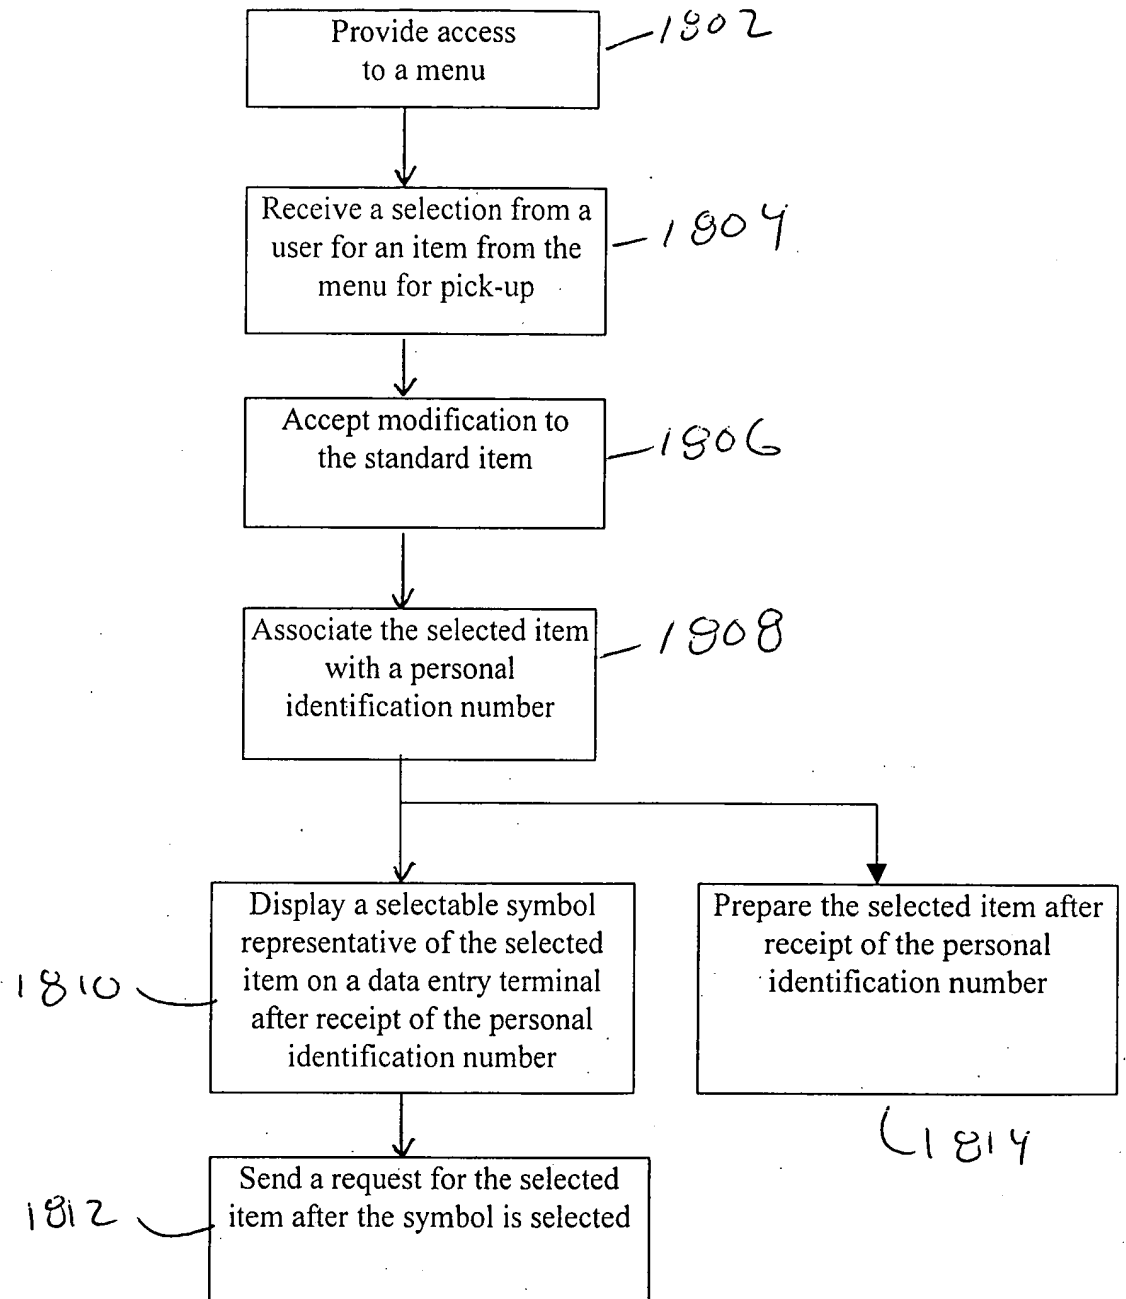 Provide access
to a menu
1802
Receive a selection from a
user for an item from the
menu for pick-up
1804
Accept modification to
the standard item
1806
Associate the selected item
with a personal
identification number
1808
Display a selectable symbol
representative of the selected
item on a data entry terminal
after receipt of the personal
identification number
1810
Prepare the selected item after
receipt of the personal
identification number
1814
Send a request for the selected
item after the symbol is selected
1812